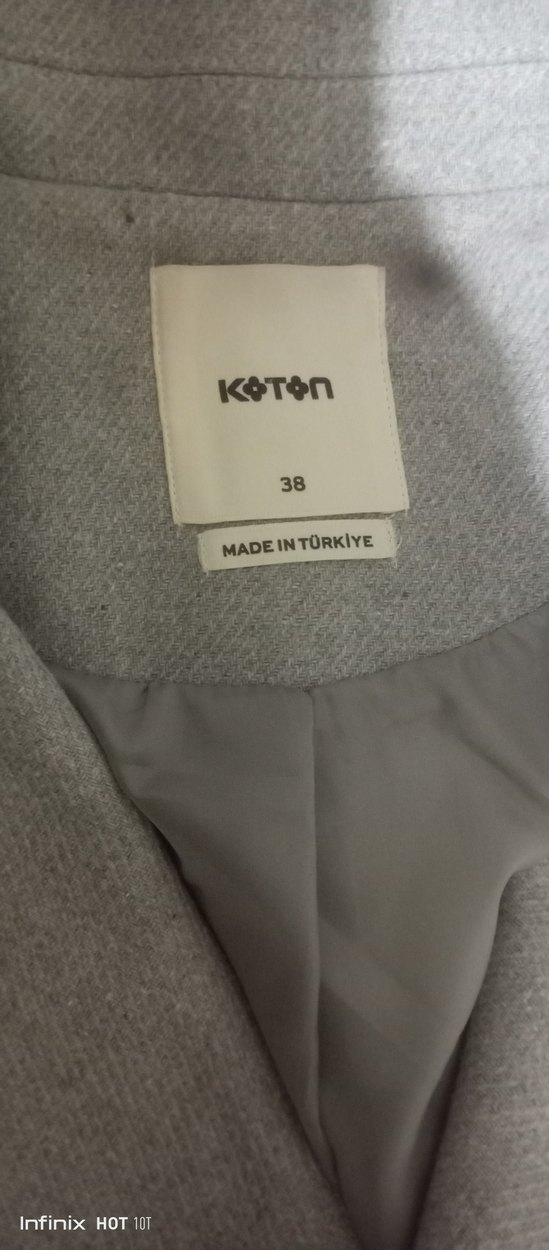 KOTON
38
MADE IN TÜRKİYE
Infinix HOT 10T